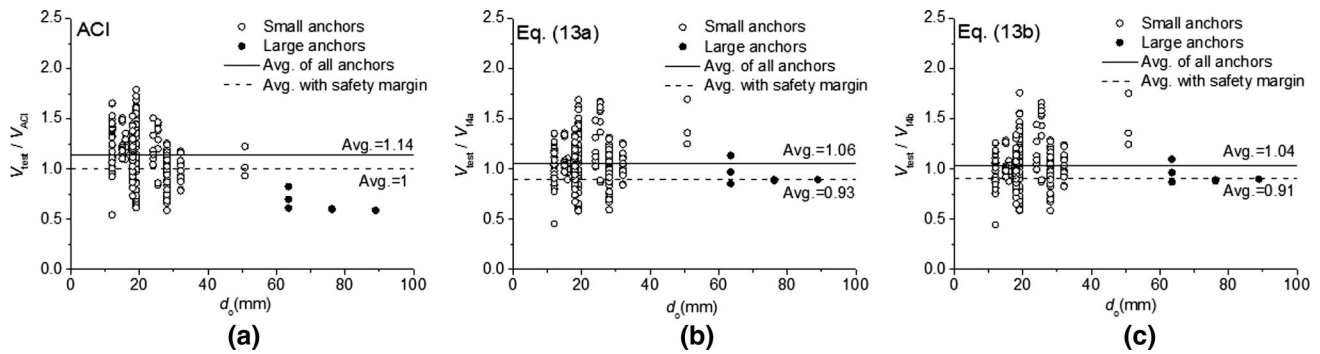 ACI
Small anchors
Large anchors
Avg. of all anchors
Avg. with safety margin
Avg.=1.14
Avg.=1
2.5
2.0
1.5
1.0
0.5
0.0
V_test / V_ACI
0 20 40 60 80 100
d_o(mm)
(a)
Eq. (13a)
Small anchors
Large anchors
Avg. of all anchors
Avg. with safety margin
Avg.=1.06
Avg.=0.93
2.5
2.0
1.5
1.0
0.5
0.0
V_test / V_14a
0 20 40 60 80 100
d_o(mm)
(b)
Eq. (13b)
Small anchors
Large anchors
Avg. of all anchors
Avg. with safety margin
Avg.=1.04
Avg.=0.91
2.5
2.0
1.5
1.0
0.5
0.0
V_test / V_14b
0 20 40 60 80 100
d_o(mm)
(c)